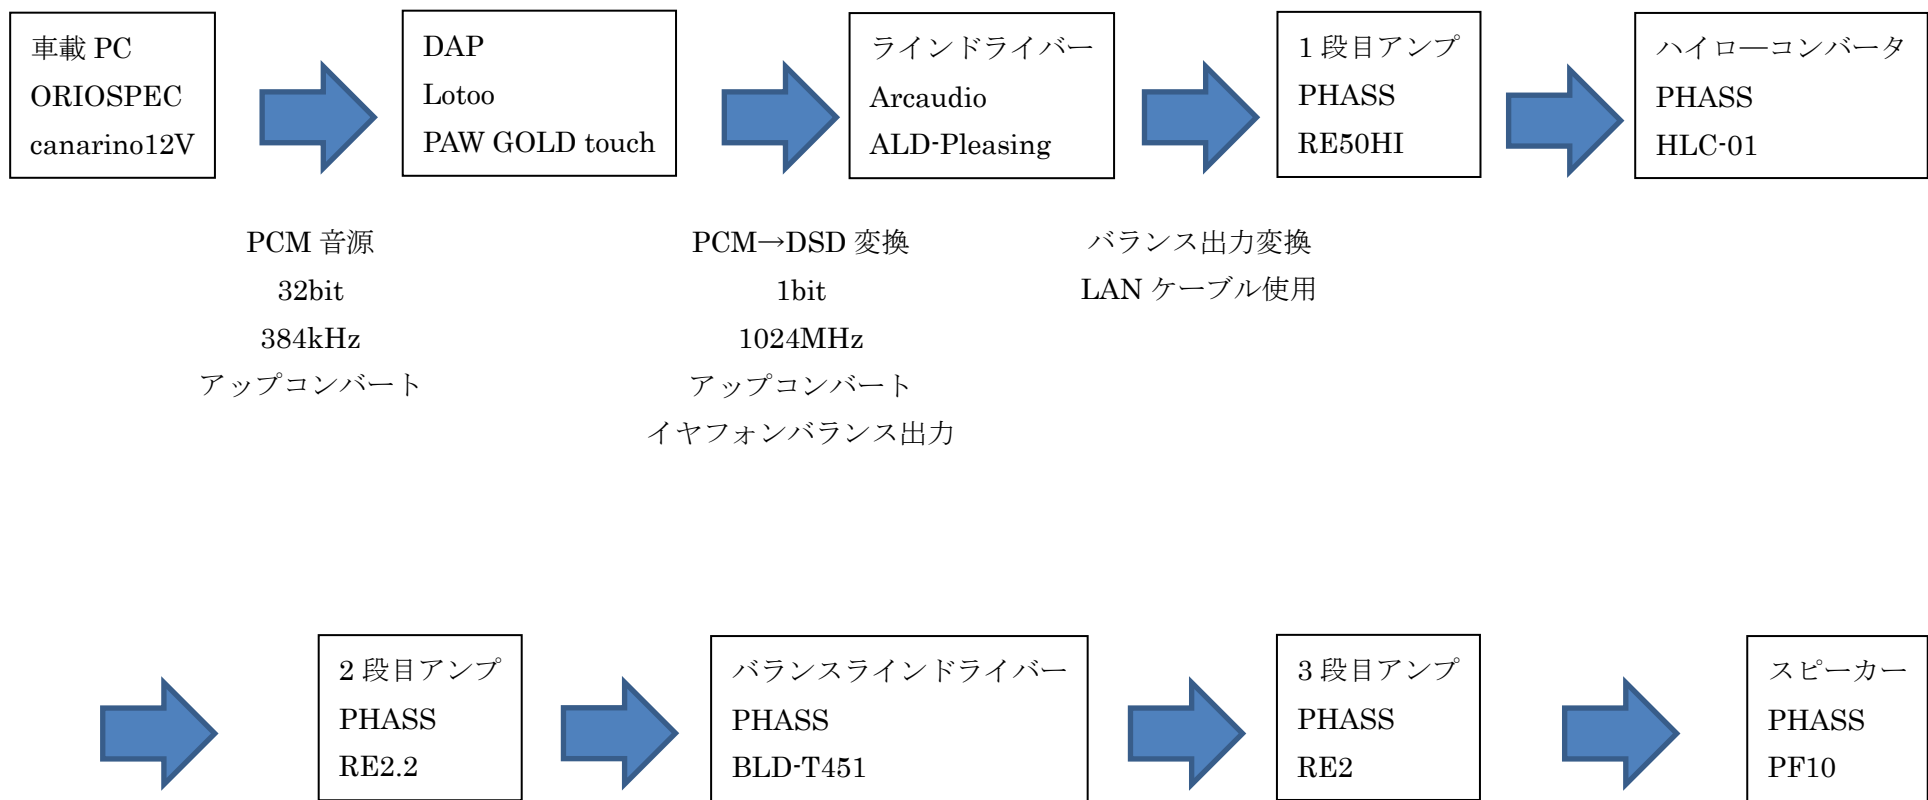 車載 PC
ORIOSPEC
canarino12V
DAP
Lotoo
PAW GOLD touch
ラインドライバー
Arcaudio
ALD-Pleasing
1 段目アンプ
PHASS
RE50HI
ハイロ―コンバータ
PHASS
HLC-01
PCM 音源
32bit
384kHz
アップコンバート
PCM→DSD 変換
1bit
1024MHz
アップコンバート
イヤフォンバランス出力
バランス出力変換
LAN ケーブル使用
2 段目アンプ
PHASS
RE2.2
バランスラインドライバー
PHASS
BLD-T451
3 段目アンプ
PHASS
RE2
スピーカー
PHASS
PF10